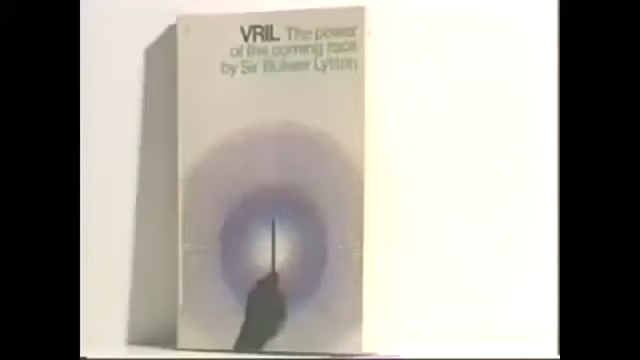 VRIL The power
of the coming race
by Sir Bulwer Lytton